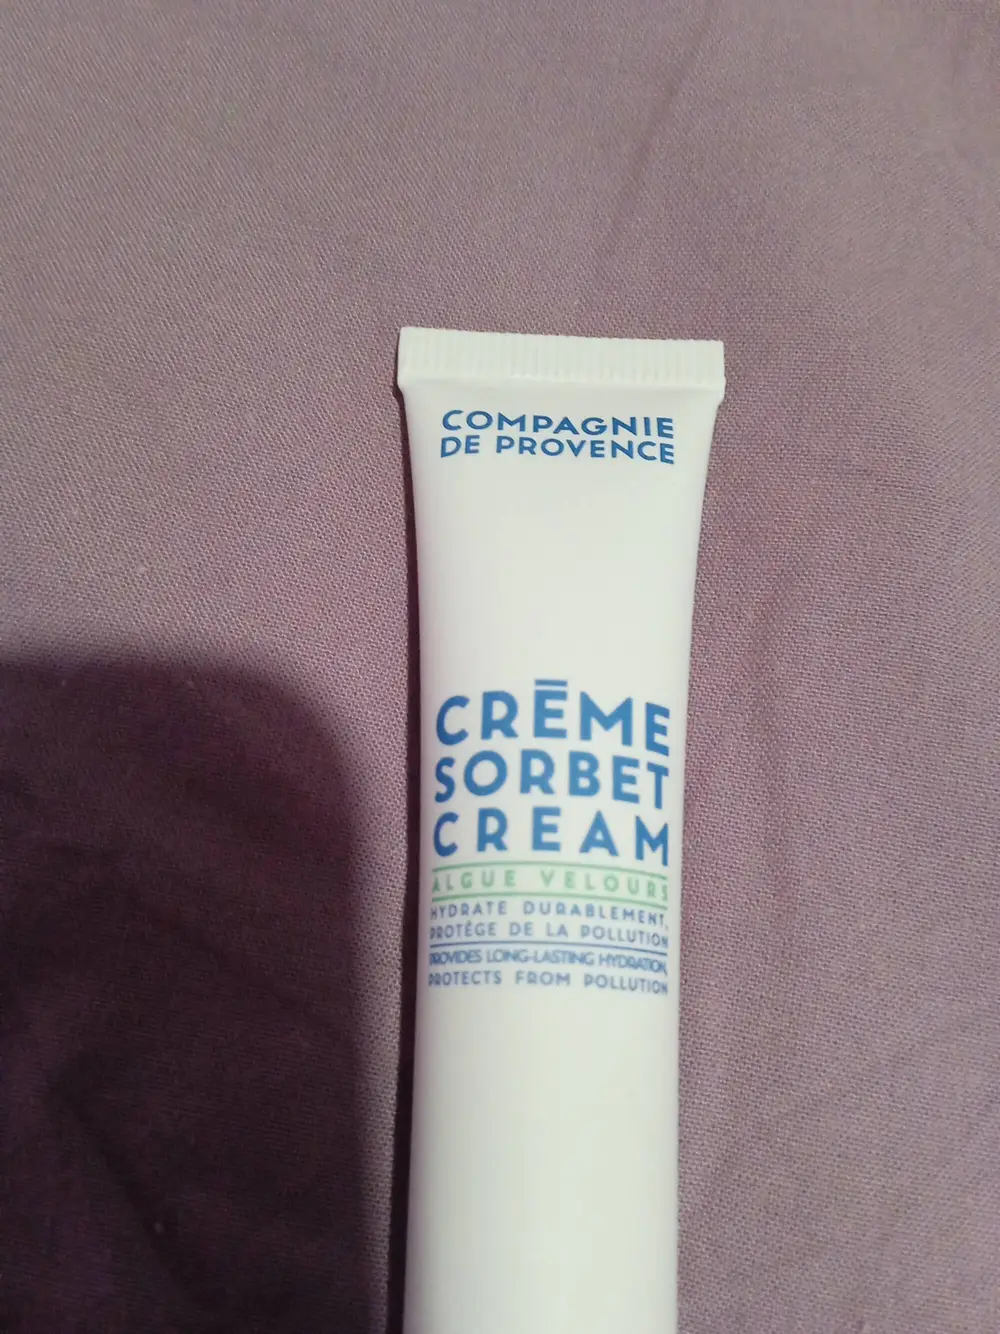 COMPAGNIE
DE PROVENCE
CRĒME
SORBET
CREAM
ALGUE VELOURS
HYDRATE DURABLEMENT,
PROTÈGE DE LA POLLUTION
PROVIDES LONG-LASTING HYDRATION,
PROTECTS FROM POLLUTION